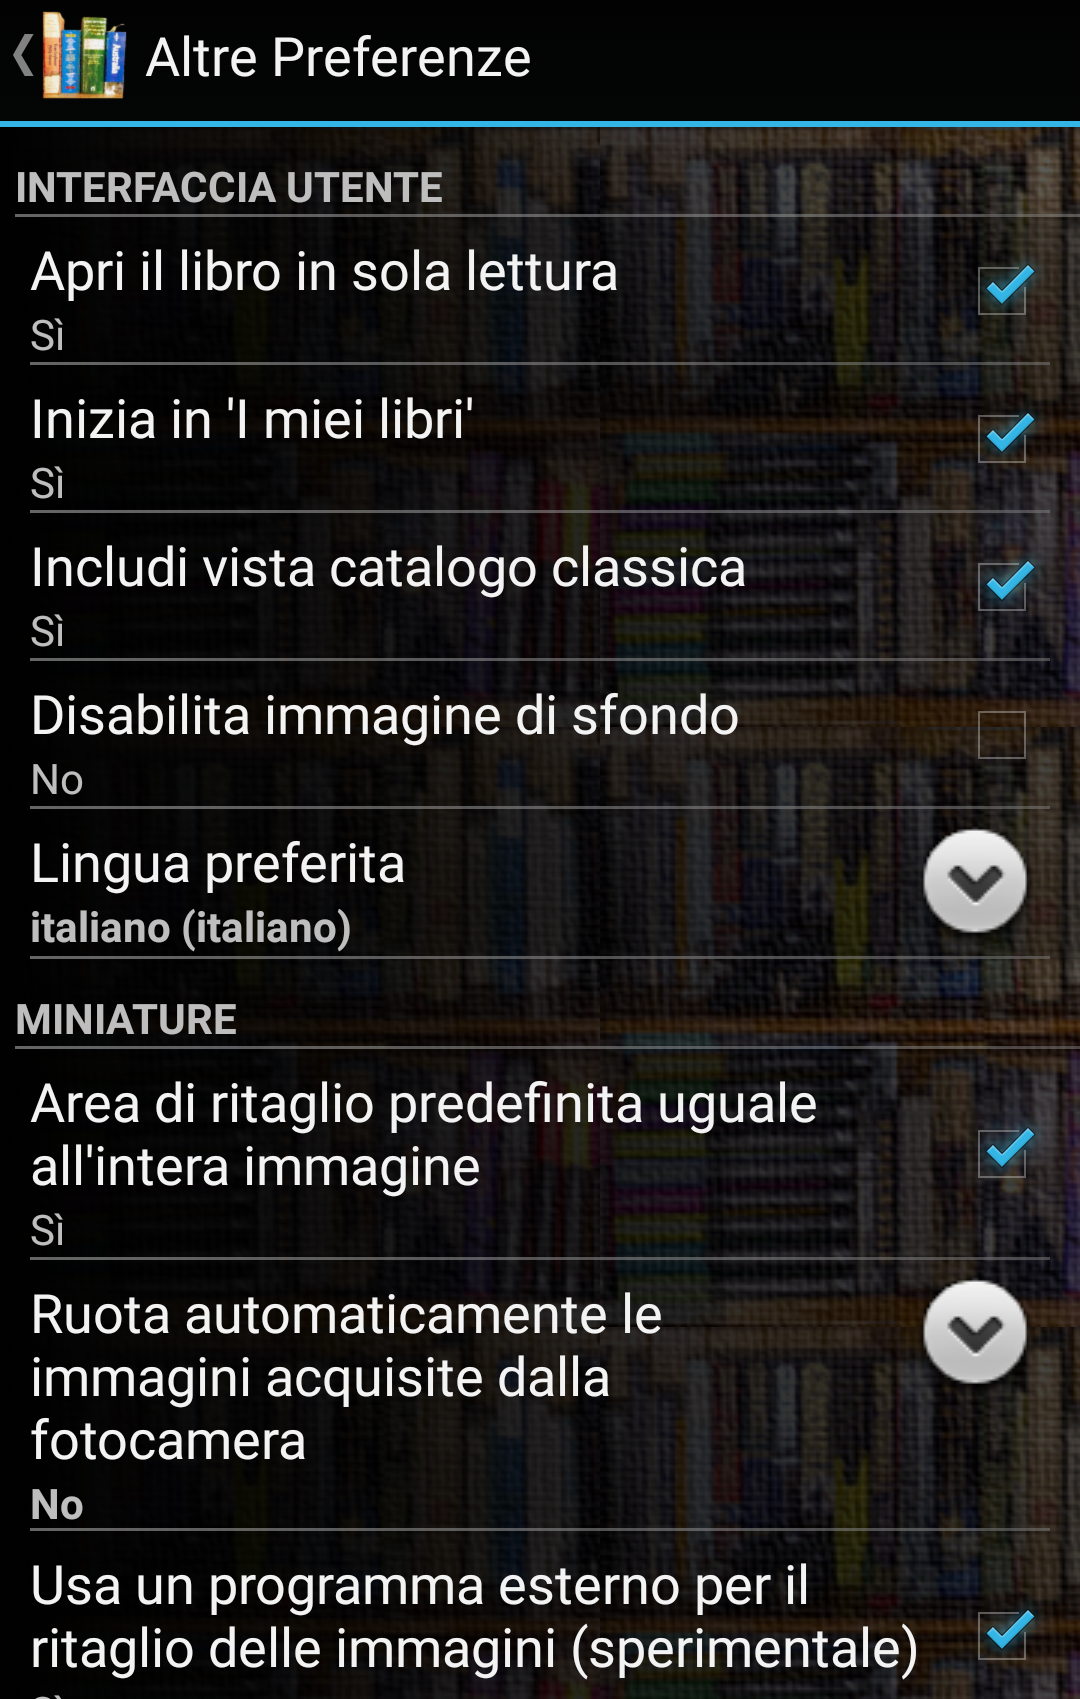 Altre Preferenze
INTERFACCIA UTENTE
Apri il libro in sola lettura
Sì
Inizia in 'I miei libri'
Sì
Includi vista catalogo classica
Sì
Disabilita immagine di sfondo
No
Lingua preferita
italiano (italiano)
MINIATURE
Area di ritaglio predefinita uguale
all'intera immagine
Sì
Ruota automaticamente le
immagini acquisite dalla
fotocamera
No
Usa un programma esterno per il
ritaglio delle immagini (sperimentale)